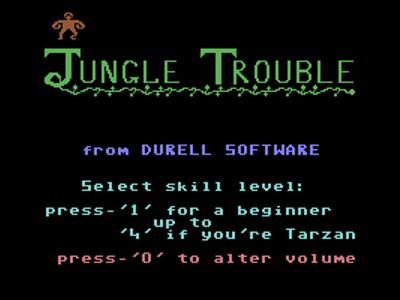 JUNGLE TROUBLE
from DURELL SOFTWARE
Select skill level:
press-'1' for a beginner
up to
'4' if you're Tarzan
press-'0' to alter volume